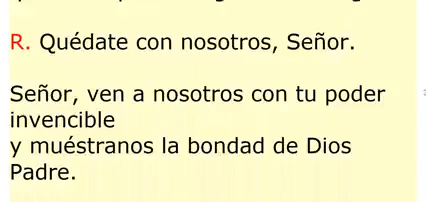 R. Quédate con nosotros, Señor.
Señor, ven a nosotros con tu poder
invencible
y muéstranos la bondad de Dios
Padre.